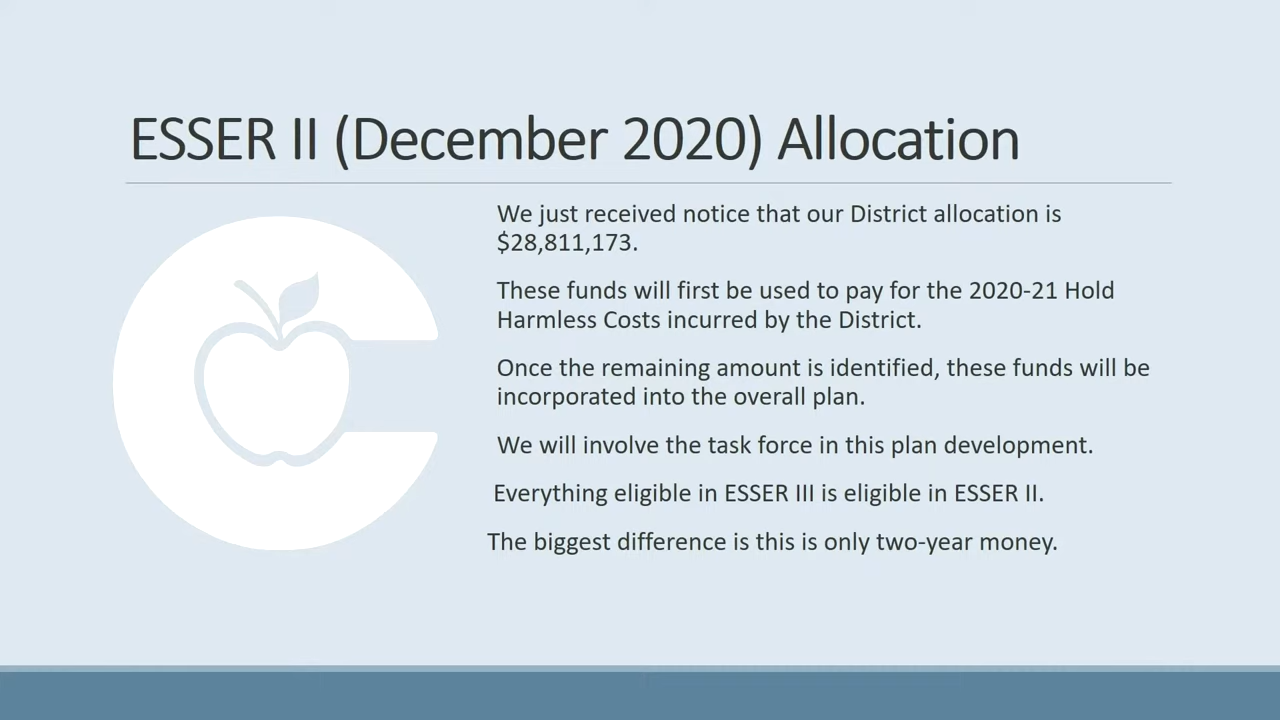 ESSER II (December 2020) Allocation
We just received notice that our District allocation is
$28,811,173.
These funds will first be used to pay for the 2020-21 Hold
Harmless Costs incurred by the District.
Once the remaining amount is identified, these funds will be
incorporated into the overall plan.
We will involve the task force in this plan development.
Everything eligible in ESSER III is eligible in ESSER II.
The biggest difference is this is only two-year money.